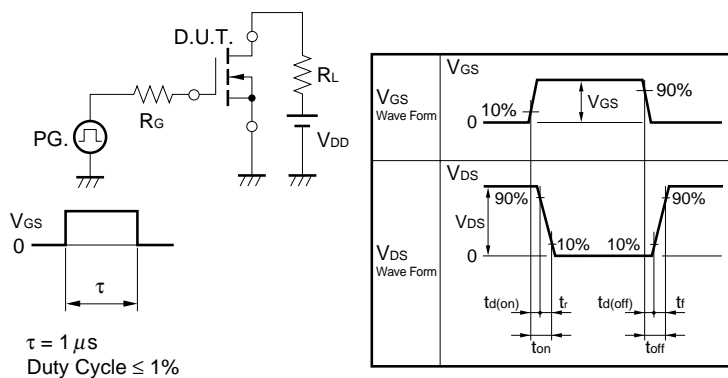 D.U.T.
RL
RG
PG.
VDD
VGS
0
τ
τ = 1 μs
Duty Cycle ≤ 1%
VGS
Wave Form
VGS
10%
0
VGS
90%
VDS
Wave Form
VDS
90%
VDS
0
10%
10%
90%
td(on)
tr
td(off)
tf
ton
toff